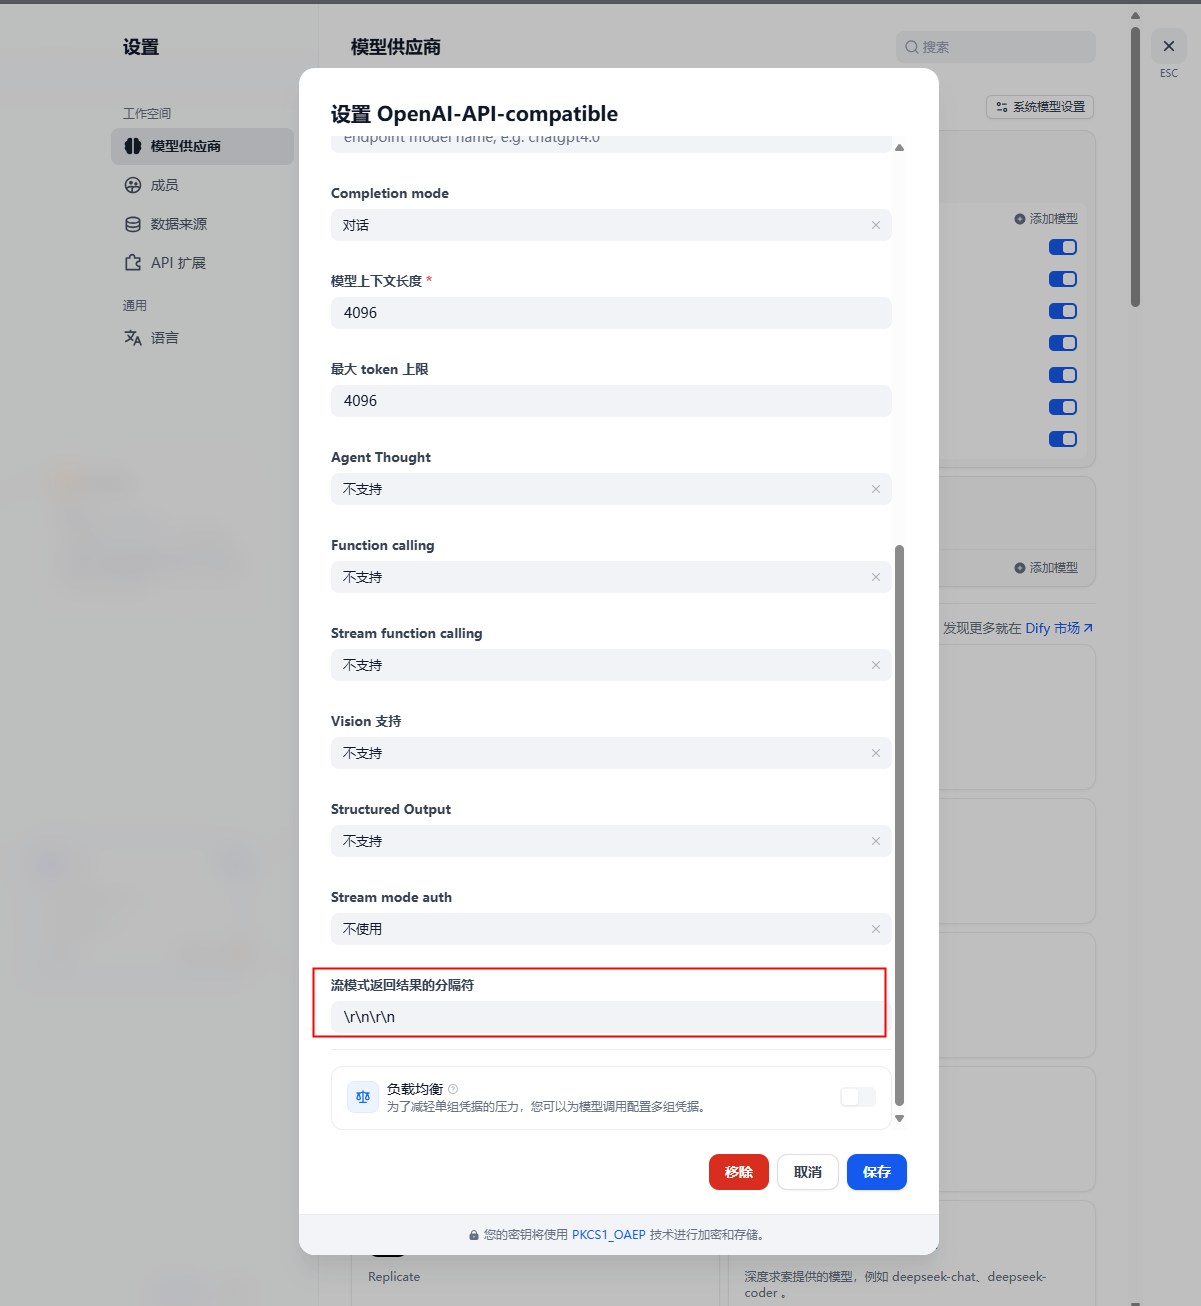 设置
模型供应商
搜索
ESC
工作空间
模型供应商
成员
数据来源
API 扩展
通用
语言
系统模型设置
添加模型
添加模型
发现更多就在 Dify 市场
设置 OpenAI-API-compatible
endpoint model name, e.g. chatgpt4.0
Completion mode
对话
模型上下文长度 *
4096
最大 token 上限
4096
Agent Thought
不支持
Function calling
不支持
Stream function calling
不支持
Vision 支持
不支持
Structured Output
不支持
Stream mode auth
不使用
流模式返回结果的分隔符
\r\n\r\n
负载均衡
为了减轻单组凭据的压力，您可以为模型调用配置多组凭据。
移除
取消
保存
您的密钥将使用 PKCS1_OAEP 技术进行加密和存储。
Replicate
深度求索提供的模型，例如 deepseek-chat、deepseek-
coder 。